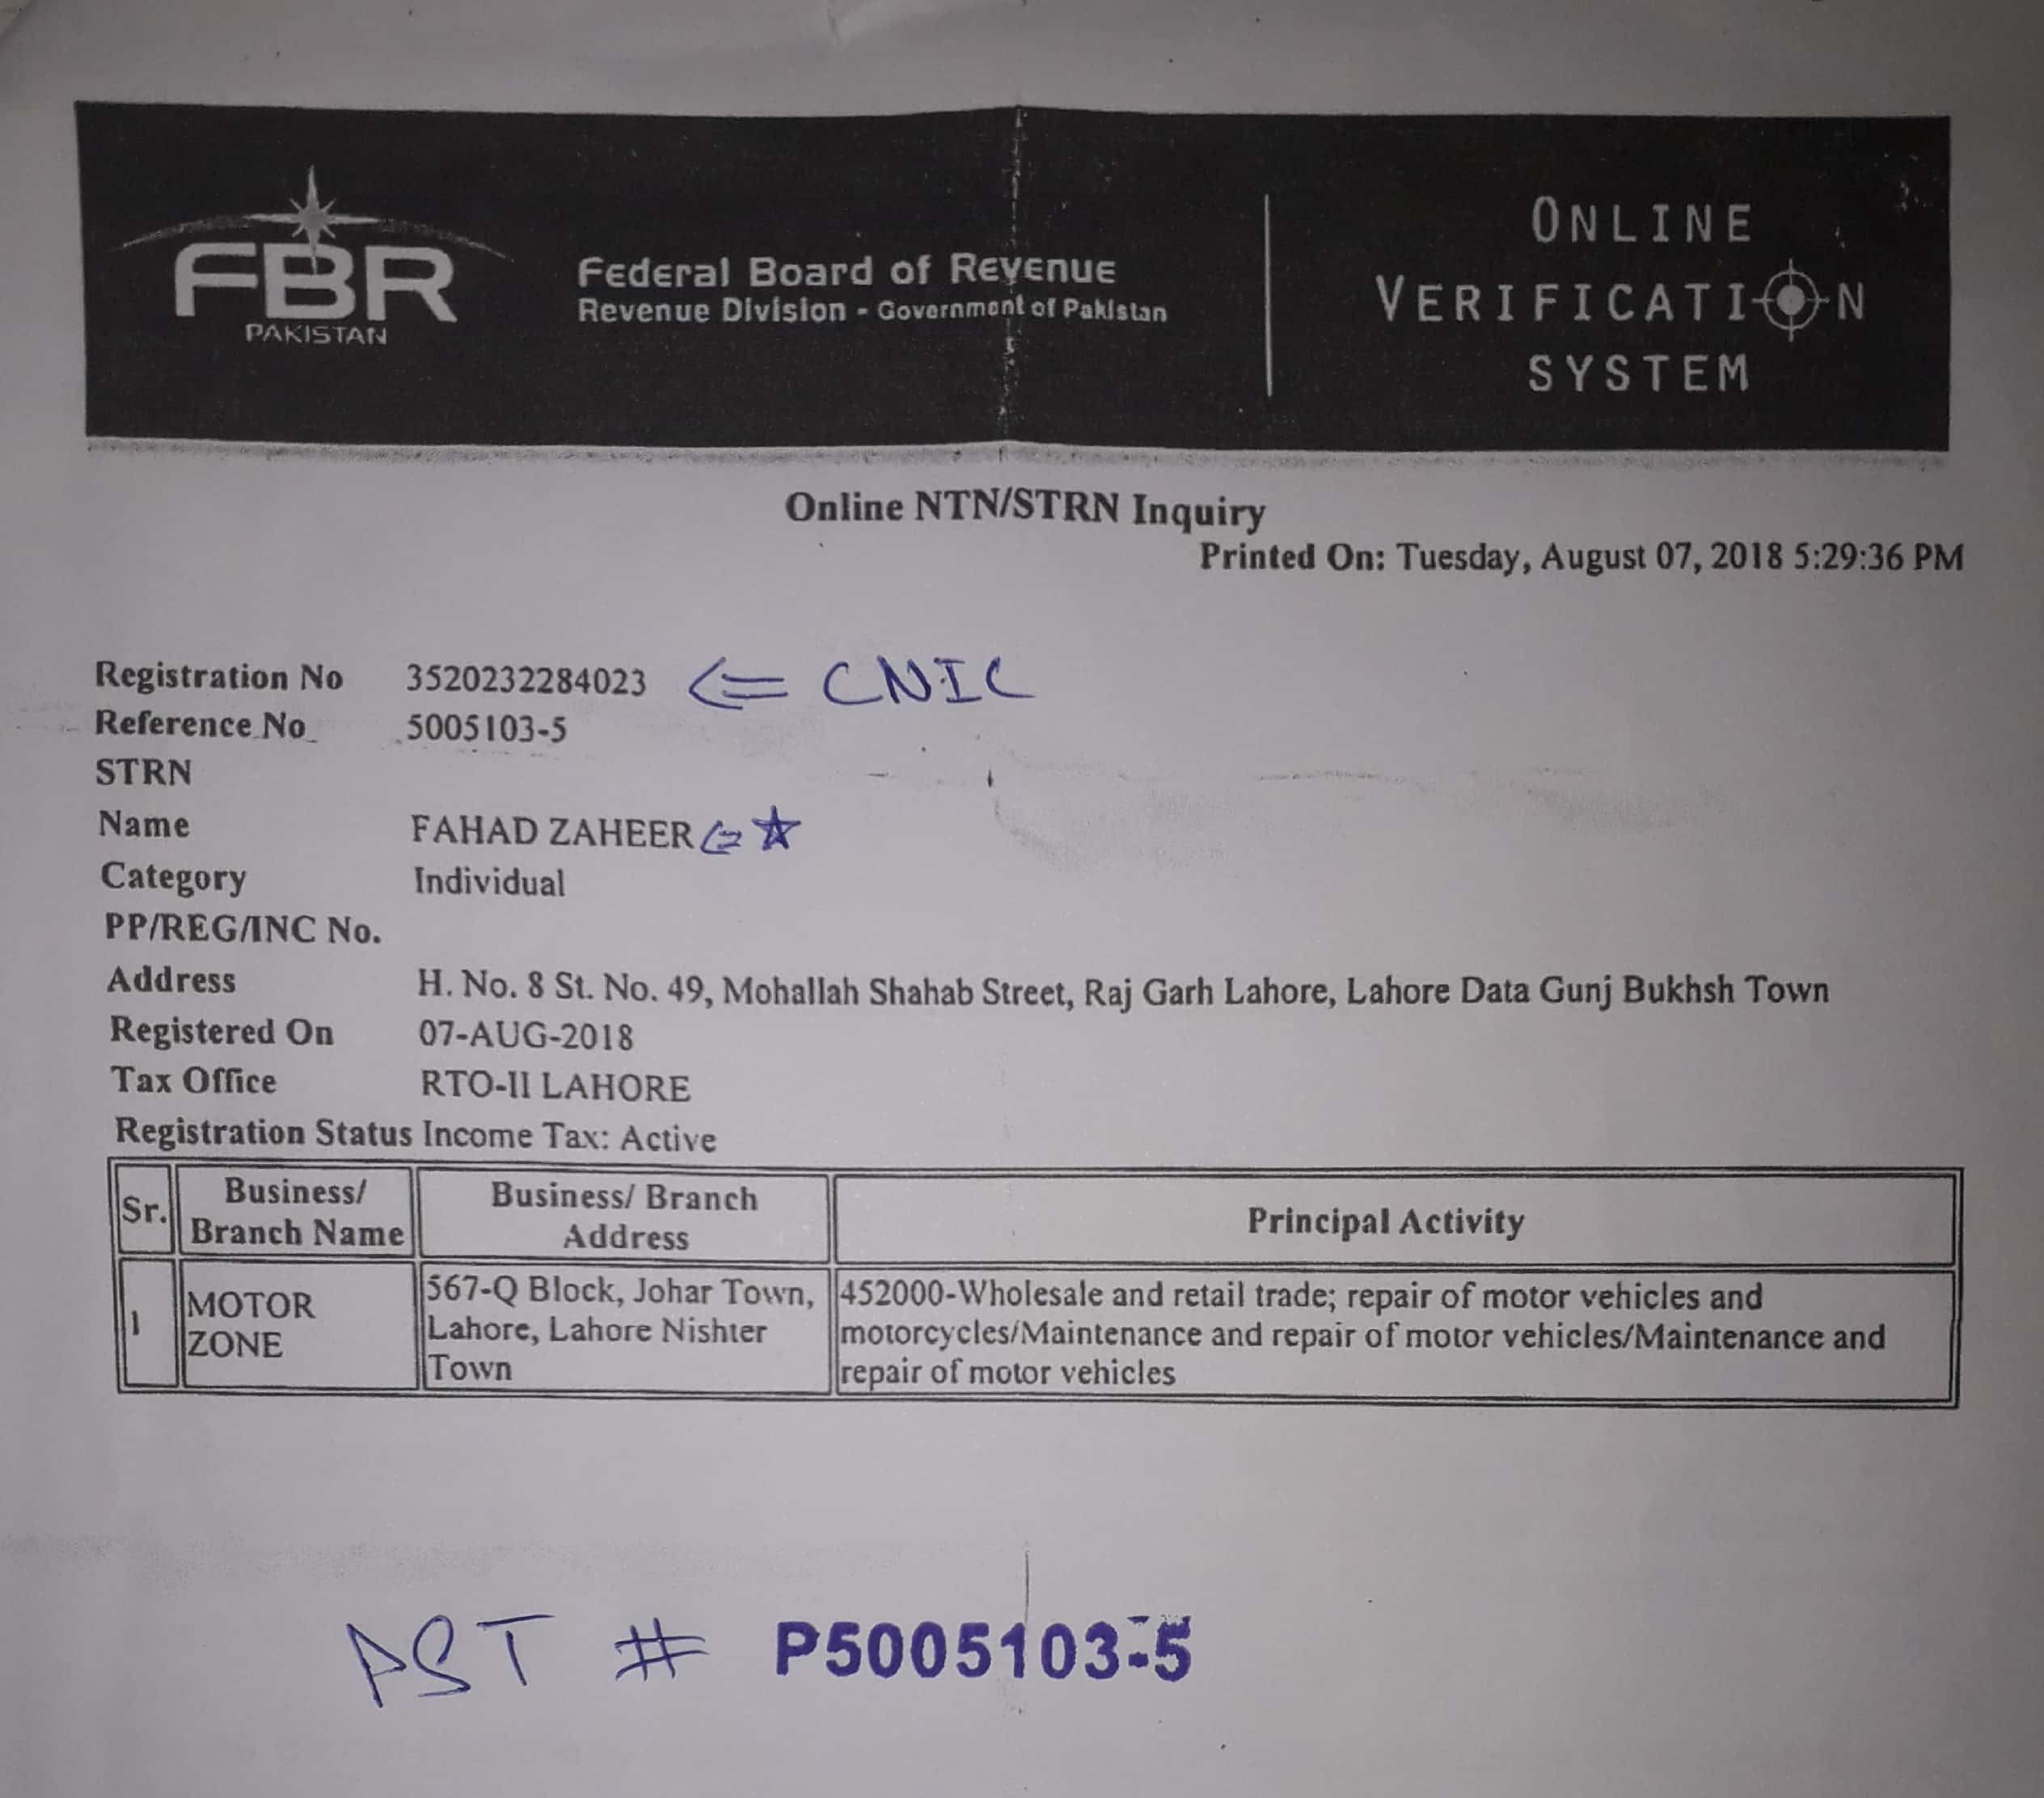 FBR
PAKISTAN
Federal Board of Revenue
Revenue Division - Government of Pakistan
ONLINE
VERIFICATION
SYSTEM
Online NTN/STRN Inquiry
Printed On: Tuesday, August 07, 2018 5:29:36 PM
Registration No 3520232284023 <= CNIC
Reference No 5005103-5
STRN
Name FAHAD ZAHEER <= ☆
Category Individual
PP/REG/INC No.
Address H. No. 8 St. No. 49, Mohallah Shahab Street, Raj Garh Lahore, Lahore Data Gunj Bukhsh Town
Registered On 07-AUG-2018
Tax Office RTO-II LAHORE
Registration Status Income Tax: Active
Sr. Business/ Branch Name Business/ Branch Address Principal Activity
1 MOTOR ZONE 567-Q Block, Johar Town, Lahore, Lahore Nishter Town 452000-Wholesale and retail trade; repair of motor vehicles and motorcycles/Maintenance and repair of motor vehicles/Maintenance and repair of motor vehicles
PST # P5005103-5